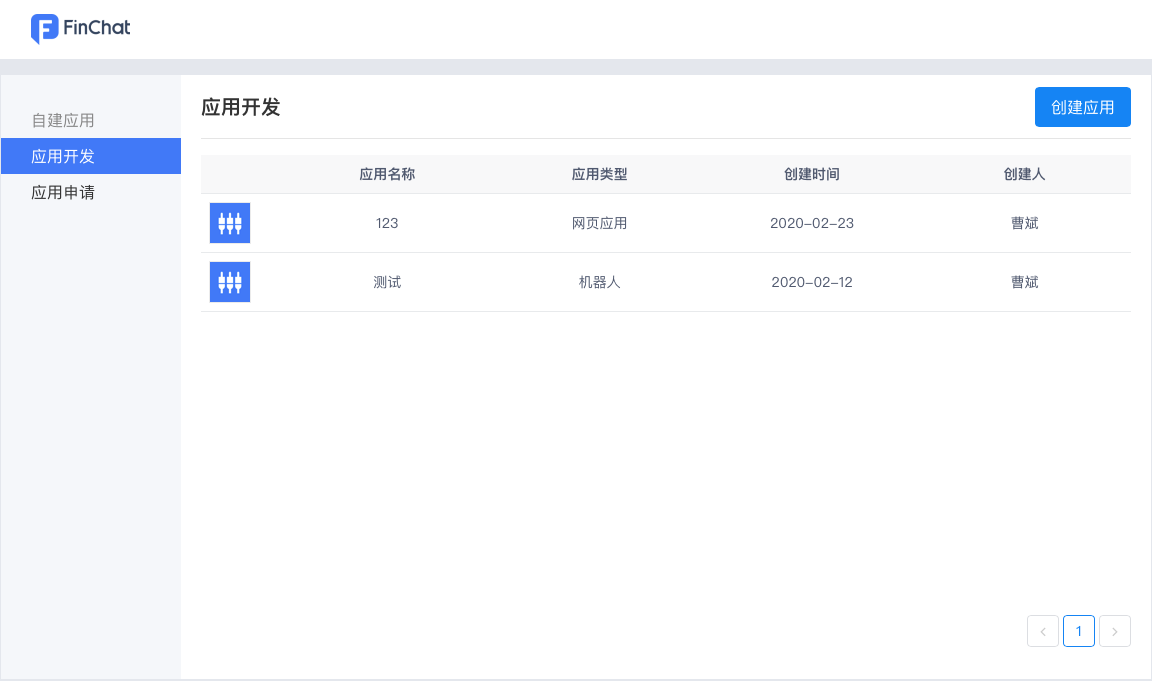 FinChat
自建应用
应用开发
应用申请
应用开发
创建应用
应用名称 应用类型 创建时间 创建人
123 网页应用 2020-02-23 曹斌
测试 机器人 2020-02-12 曹斌
1